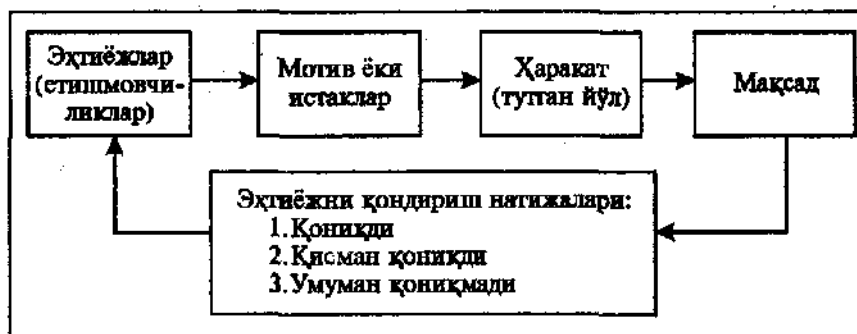 Эҳтиёжлар
(етишмовчи-
ликлар)
Мотив ёки
истаклар
Ҳаракат
(тутган йўл)
Мақсад
Эҳтиёжни қондириш натижалари:
1. Қониқди
2. Қисман қониқди
3. Умуман қониқмади